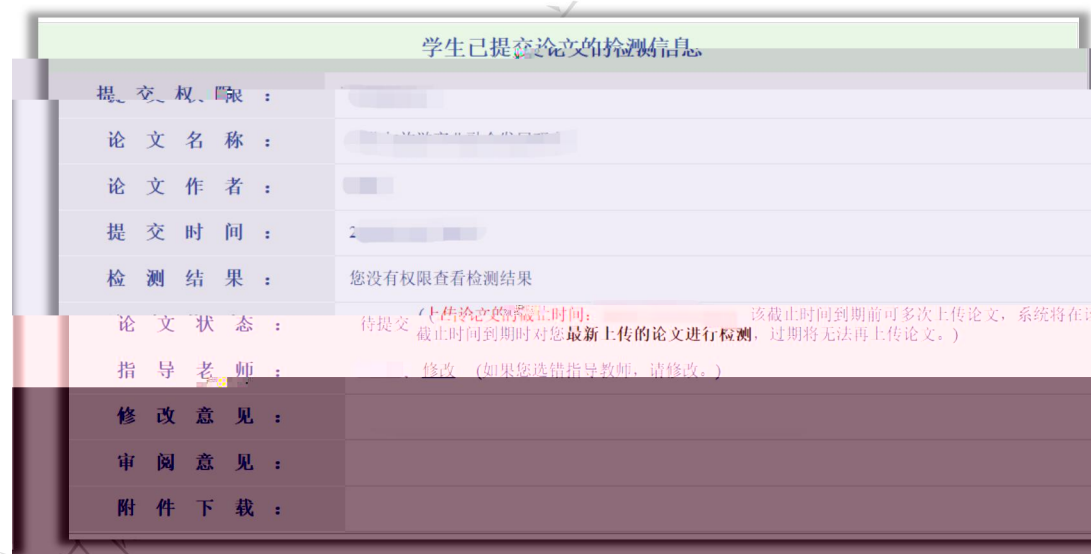 学生已提交论文的检测信息
提 交 权 限 ：
论 文 名 称 ：
论 文 作 者 ：
提 交 时 间 ： 2
检 测 结 果 ： 您没有权限查看检测结果
论 文 状 态 ： 待提交 (上传论文的截止时间: 该截止时间到期前可多次上传论文，系统将在
截止时间到期时对您最新上传的论文进行检测，过期将无法再上传论文。)
指 导 老 师 ： 修改 (如果您选错指导教师，请修改。)
修 改 意 见 ：
审 阅 意 见 ：
附 件 下 载 ：